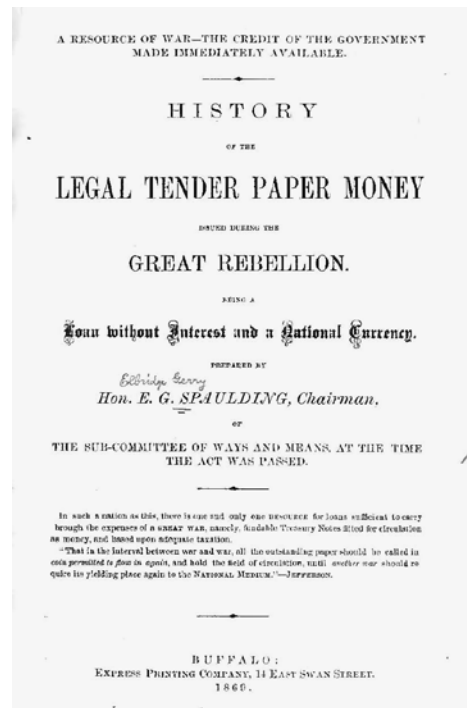 A RESOURCE OF WAR—THE CREDIT OF THE GOVERNMENT
MADE IMMEDIATELY AVAILABLE.
HISTORY
OF THE
LEGAL TENDER PAPER MONEY
ISSUED DURING THE
GREAT REBELLION.
BEING A
Loan without Interest and a National Currency.
PREPARED BY
Elbridge Gerry
Hon. E. G. SPAULDING, Chairman,
OF
THE SUB-COMMITTEE OF WAYS AND MEANS, AT THE TIME
THE ACT WAS PASSED.
In such a nation as this, there is one and only one RESOURCE for loans sufficient to carry
hrough the expenses of a GREAT WAR, namely, fundable Treasury Notes fitted for circulation
as money, and based upon adequate taxation.
"That in the interval between war and war, all the outstanding paper should be called in
coin permitted to flow in again, and hold the field of circulation, until another war should re
quire its yielding place again to the NATIONAL MEDIUM."—JEFFERSON.
BUFFALO:
EXPRESS PRINTING COMPANY, 14 EAST SWAN STREET.
1869.